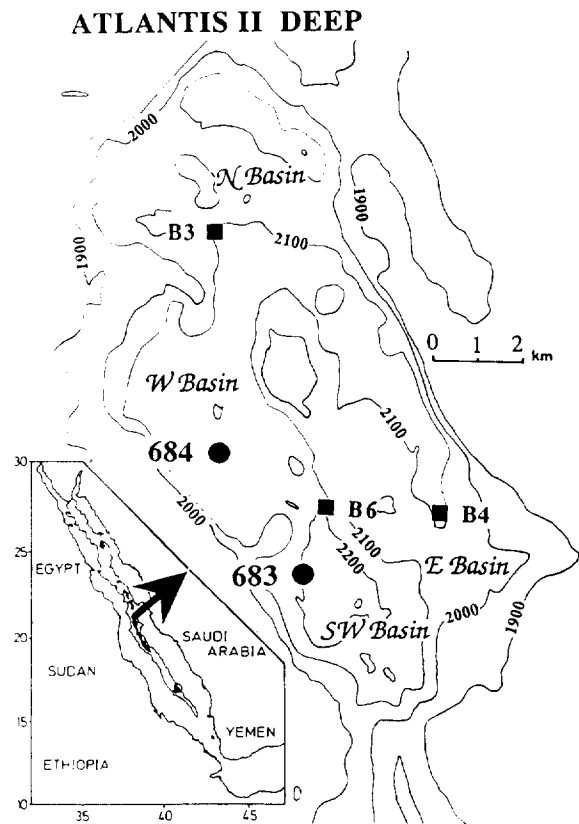 ATLANTIS II DEEP
2000
N Basin
B3
2100
1900
1900
0 1 2
km
W Basin
684
2100
2000
B6
B4
2100
2200
683
E Basin
SW Basin
2000
1900
30
25
20
15
10
35
40
45
EGYPT
SAUDI
ARABIA
SUDAN
YEMEN
ETHIOPIA
0